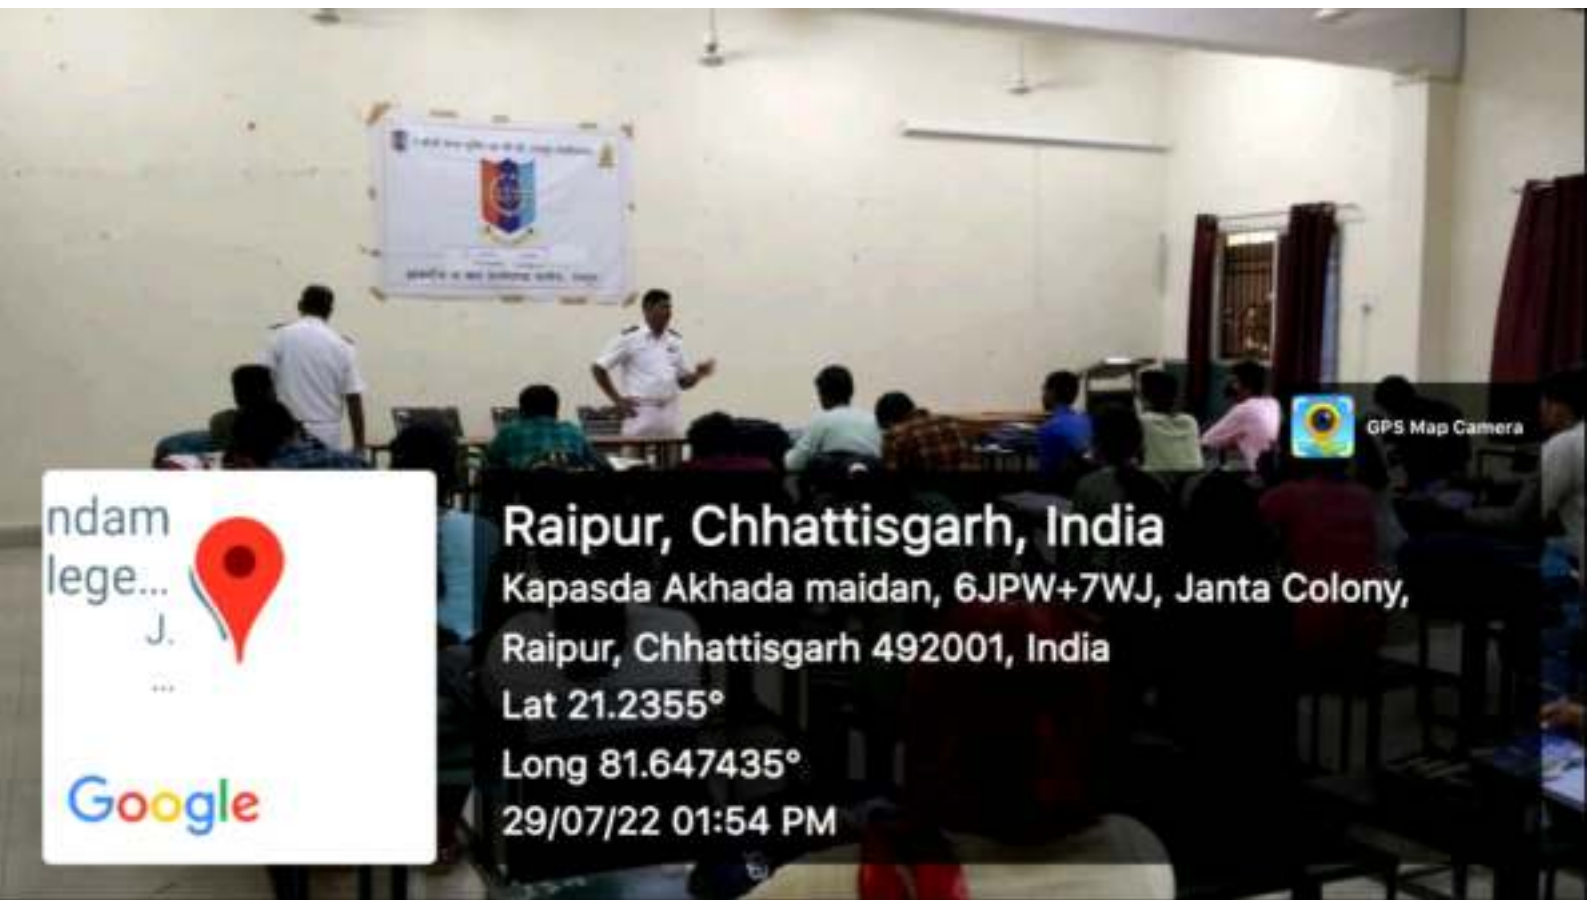 GPS Map Camera
ndam
lege...
J.
...
Google
Raipur, Chhattisgarh, India
Kapasda Akhada maidan, 6JPW+7WJ, Janta Colony,
Raipur, Chhattisgarh 492001, India
Lat 21.2355°
Long 81.647435°
29/07/22 01:54 PM